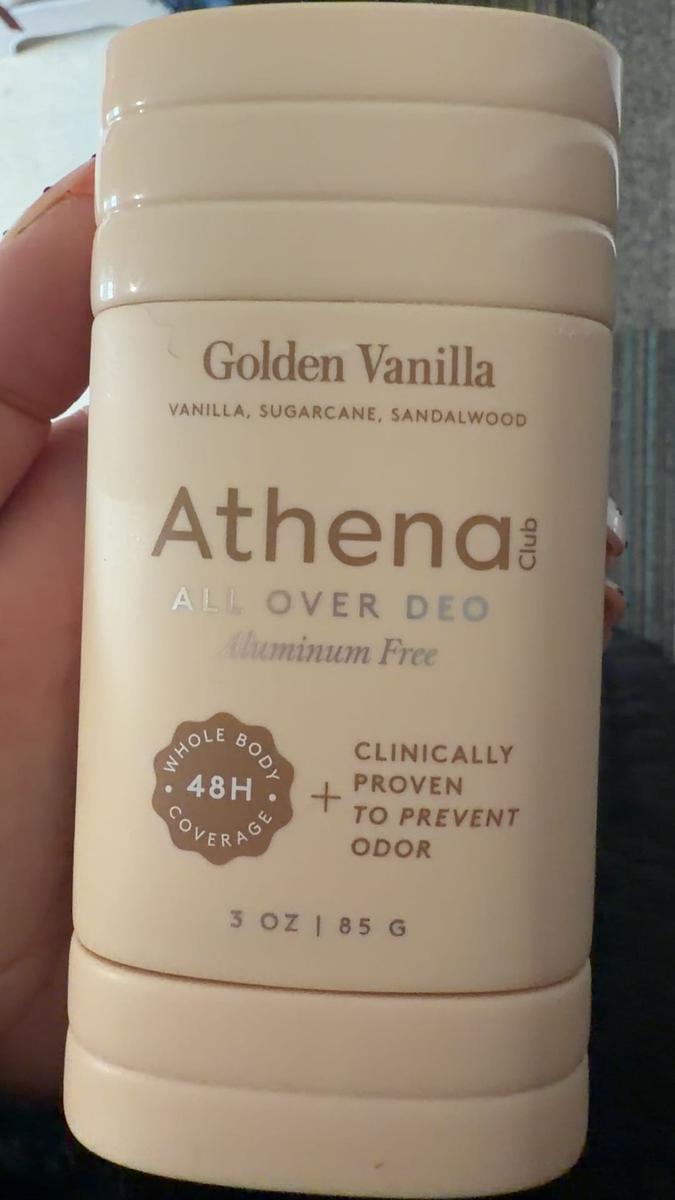 Golden Vanilla
VANILLA, SUGARCANE, SANDALWOOD
Athena Club
ALL OVER DEO
Aluminum Free
WHOLE BODY
• 48H •
COVERAGE
+
CLINICALLY
PROVEN
TO PREVENT
ODOR
3 OZ | 85 G